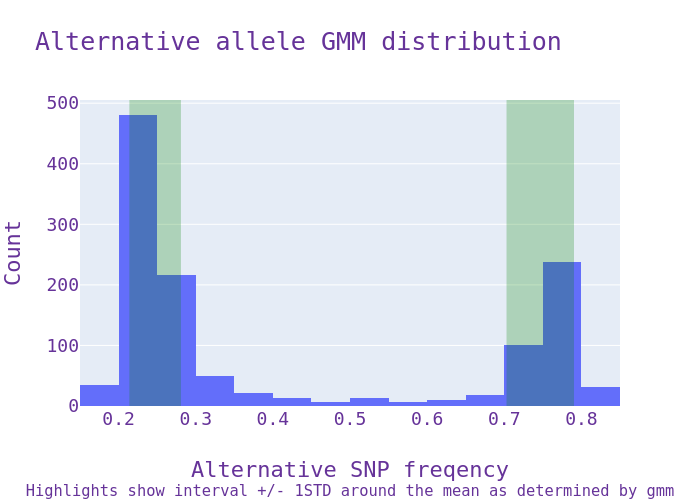 Alternative allele GMM distribution
500
400
300
200
100
0
Count
0.2 0.3 0.4 0.5 0.6 0.7 0.8
Alternative SNP freqency
Highlights show interval +/- 1STD around the mean as determined by gmm